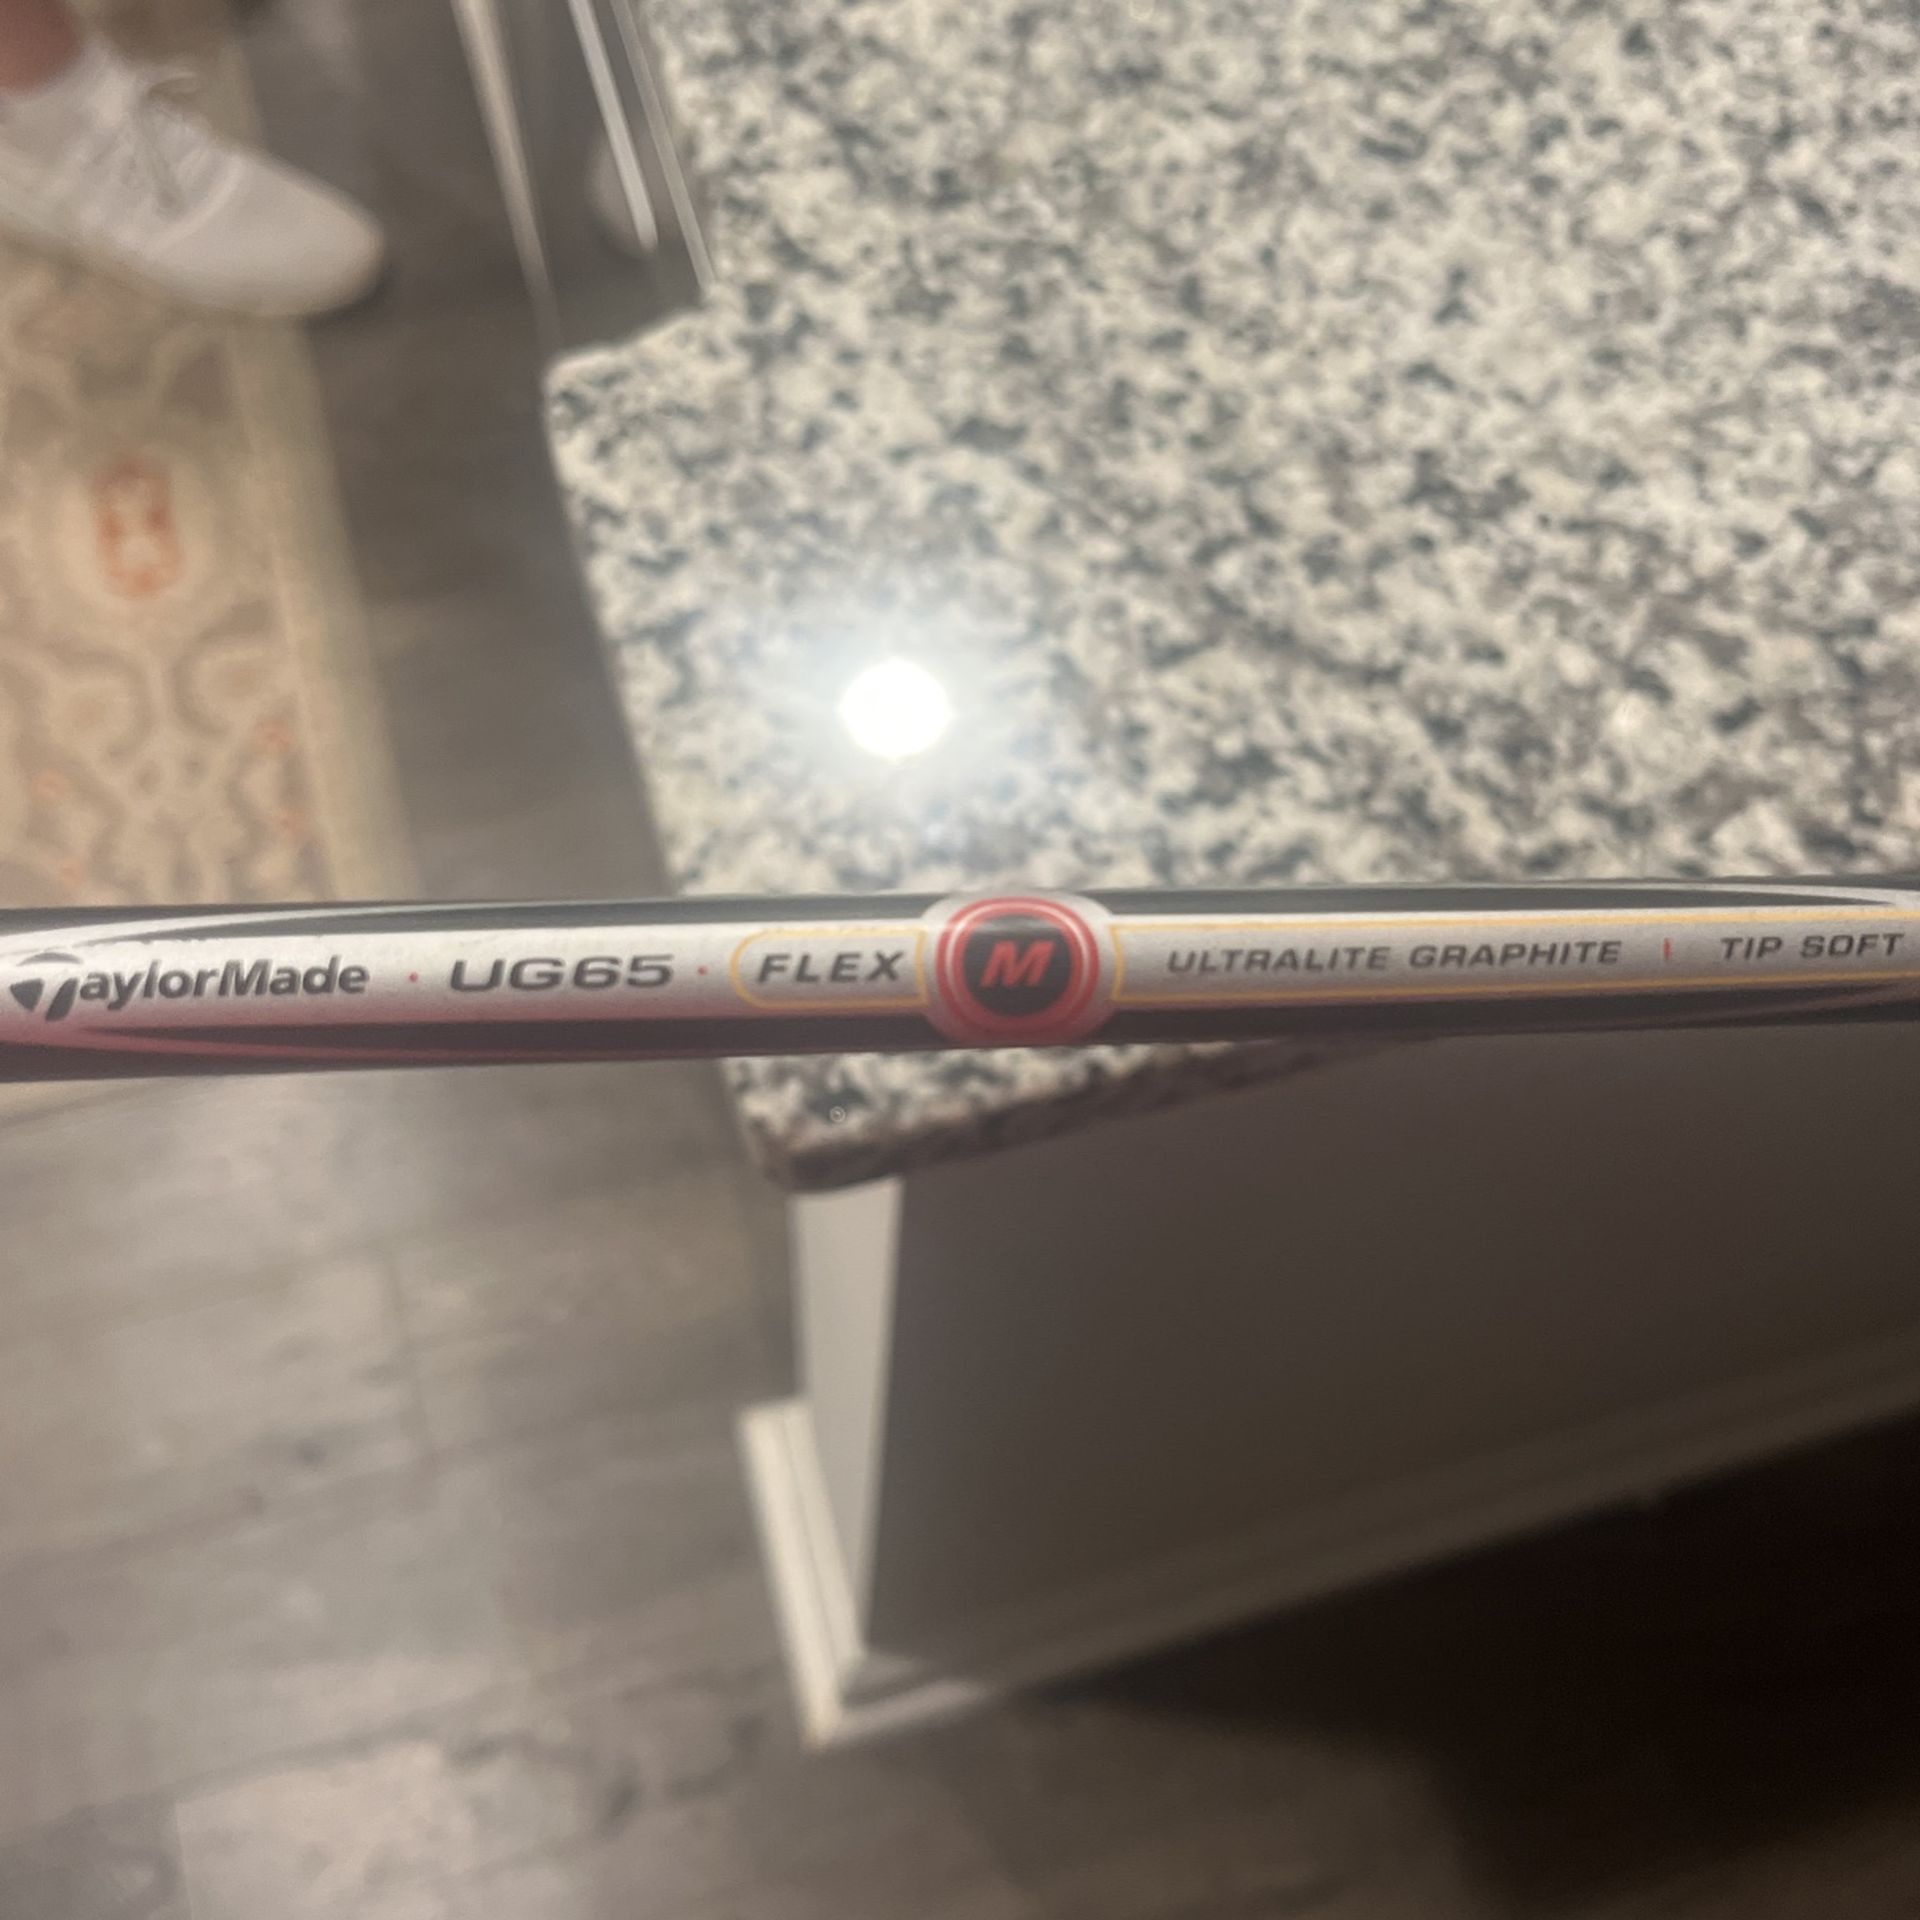 TaylorMade · UG65 · FLEX M ULTRALITE GRAPHITE | TIP SOFT